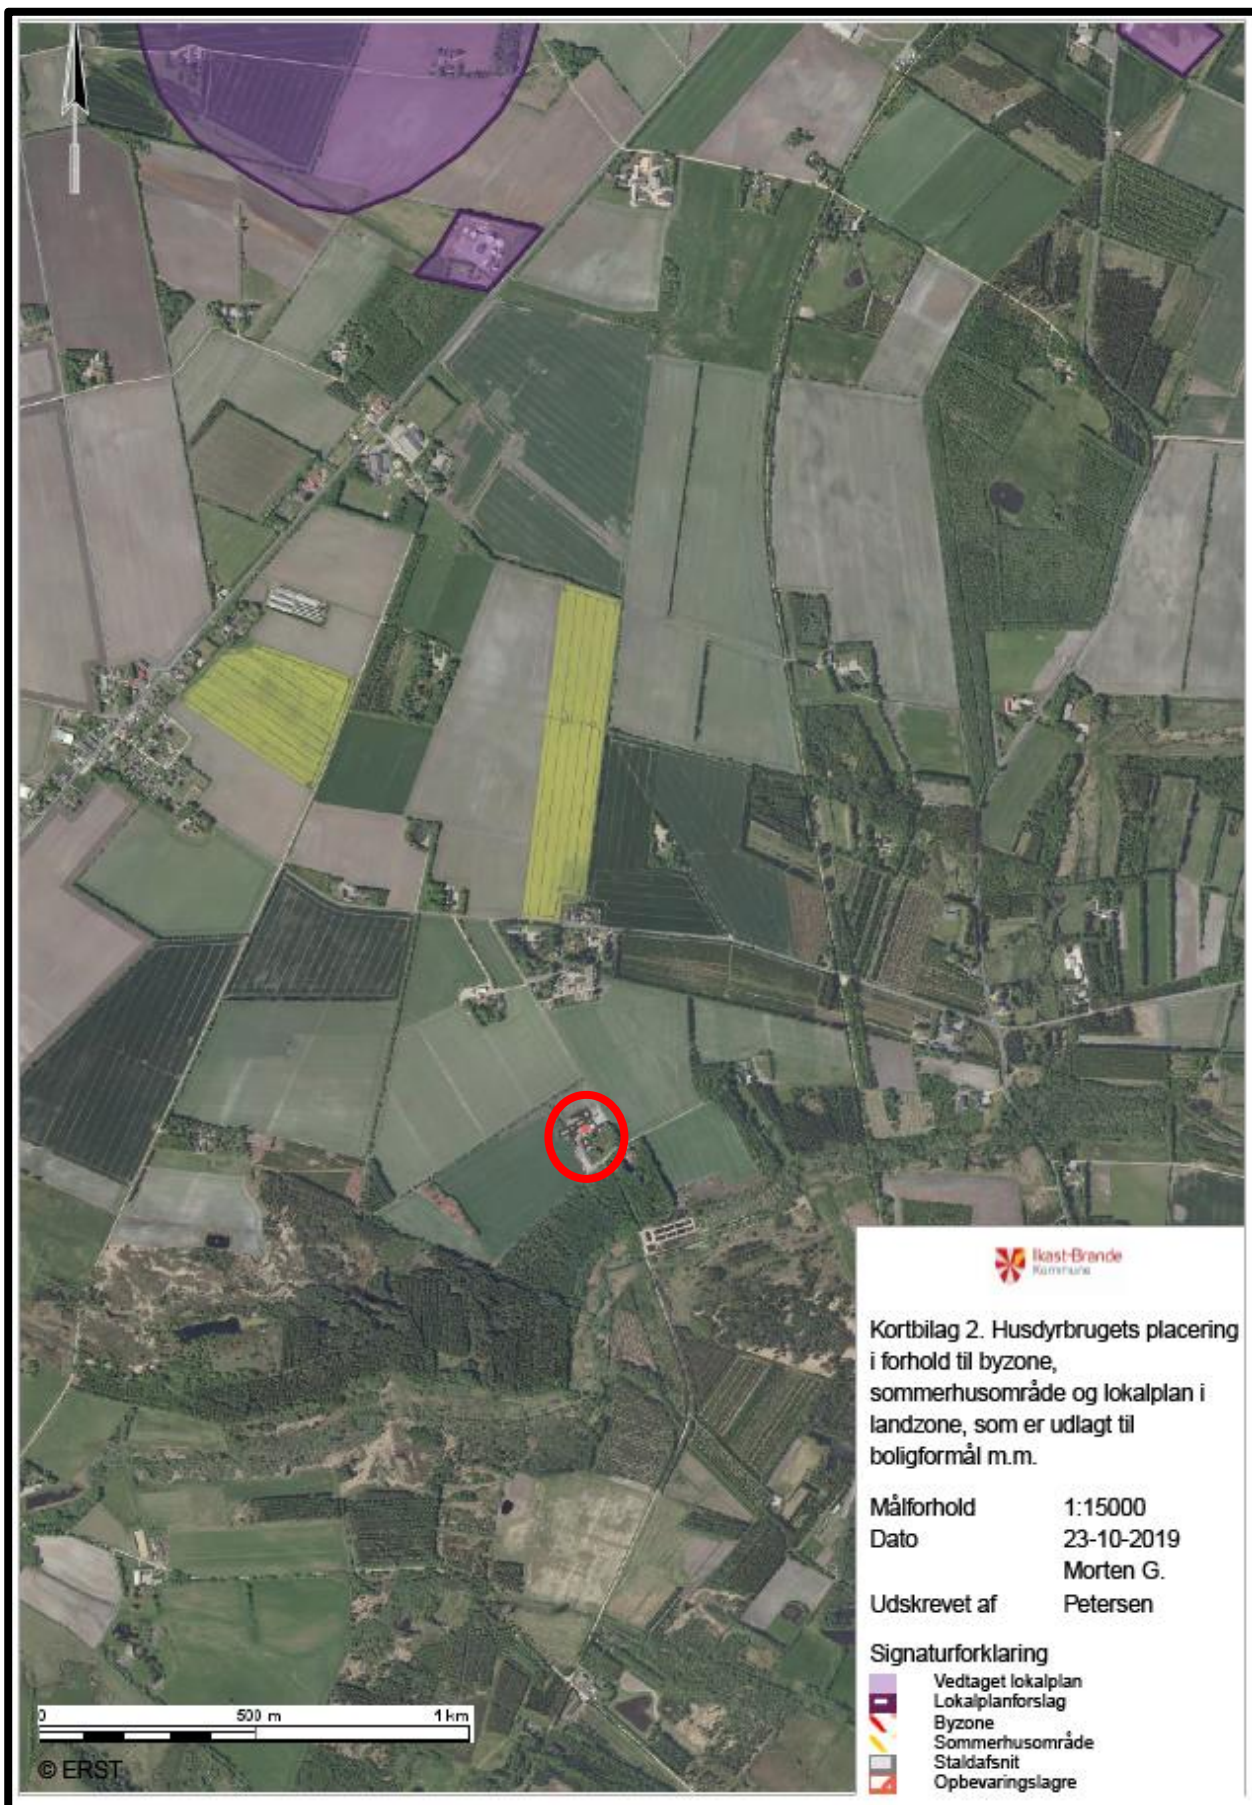 Ikast-Brande
Kommune
Kortbilag 2. Husdyrbrugets placering
i forhold til byzone,
sommerhusområde og lokalplan i
landzone, som er udlagt til
boligformål m.m.
Målforhold 1:15000
Dato 23-10-2019
Morten G.
Udskrevet af Petersen
Signaturforklaring
Vedtaget lokalplan
Lokalplanforslag
Byzone
Sommerhusområde
Staldafsnit
Opbevaringslagre
0 500 m 1 km
© ERST